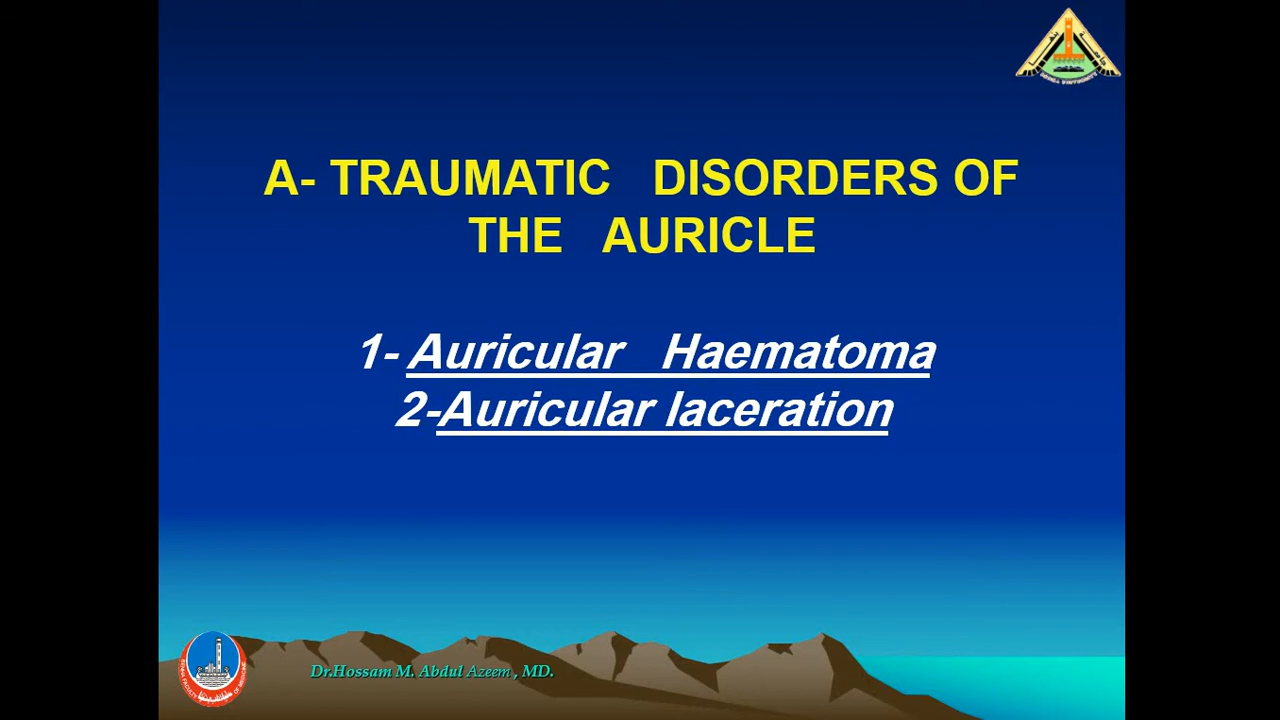 A- TRAUMATIC DISORDERS OF
THE AURICLE
1- Auricular Haematoma
2-Auricular laceration
Dr.Hossam M. Abdul Azeem , MD.